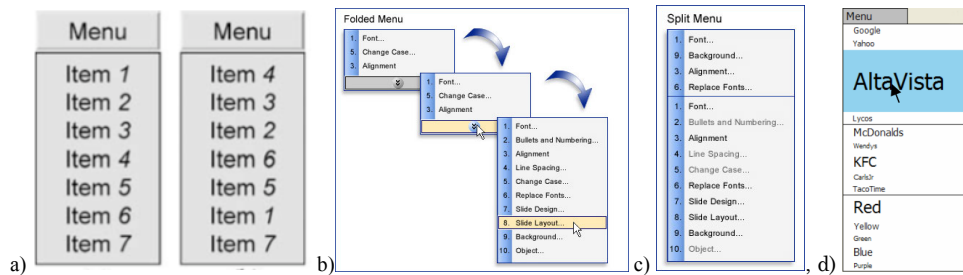 Menu
Item 1
Item 2
Item 3
Item 4
Item 5
Item 6
Item 7
Menu
Item 4
Item 3
Item 2
Item 6
Item 5
Item 1
Item 7
a)
Folded Menu
1. Font...
5. Change Case...
3. Alignment
1. Font...
5. Change Case...
3. Alignment
1. Font...
2. Bullets and Numbering...
3. Alignment
4. Line Spacing...
5. Change Case...
6. Replace Fonts...
7. Slide Design...
8. Slide Layout...
9. Background...
10. Object...
b)
Split Menu
1. Font...
9. Background...
3. Alignment...
6. Replace Fonts...
1. Font...
2. Bullets and Numbering...
3. Alignment
4. Line Spacing...
5. Change Case...
6. Replace Fonts...
7. Slide Design...
8. Slide Layout...
9. Background...
10. Object...
c)
Menu
Google
Yahoo
AltaVista
Lycos
McDonalds
Wendys
KFC
CarlsJr
TacoTime
Red
Yellow
Green
Blue
Purple
, d)